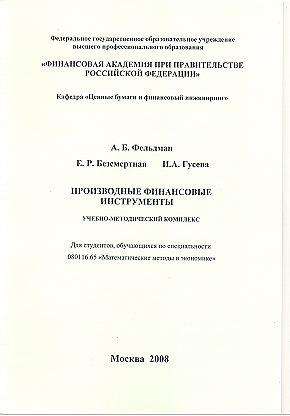 Федеральное государственное образовательное учреждение
высшего профессионального образования
«ФИНАНСОВАЯ АКАДЕМИЯ ПРИ ПРАВИТЕЛЬСТВЕ
РОССИЙСКОЙ ФЕДЕРАЦИИ»
Кафедра «Ценные бумаги и финансовый инжиниринг»
А. Б. Фельдман
Е. Р. Безсмертная И.А. Гусева
ПРОИЗВОДНЫЕ ФИНАНСОВЫЕ
ИНСТРУМЕНТЫ
УЧЕБНО-МЕТОДИЧЕСКИЙ КОМПЛЕКС
Для студентов, обучающихся по специальности
080116.65 «Математические методы в экономике»
Москва 2008